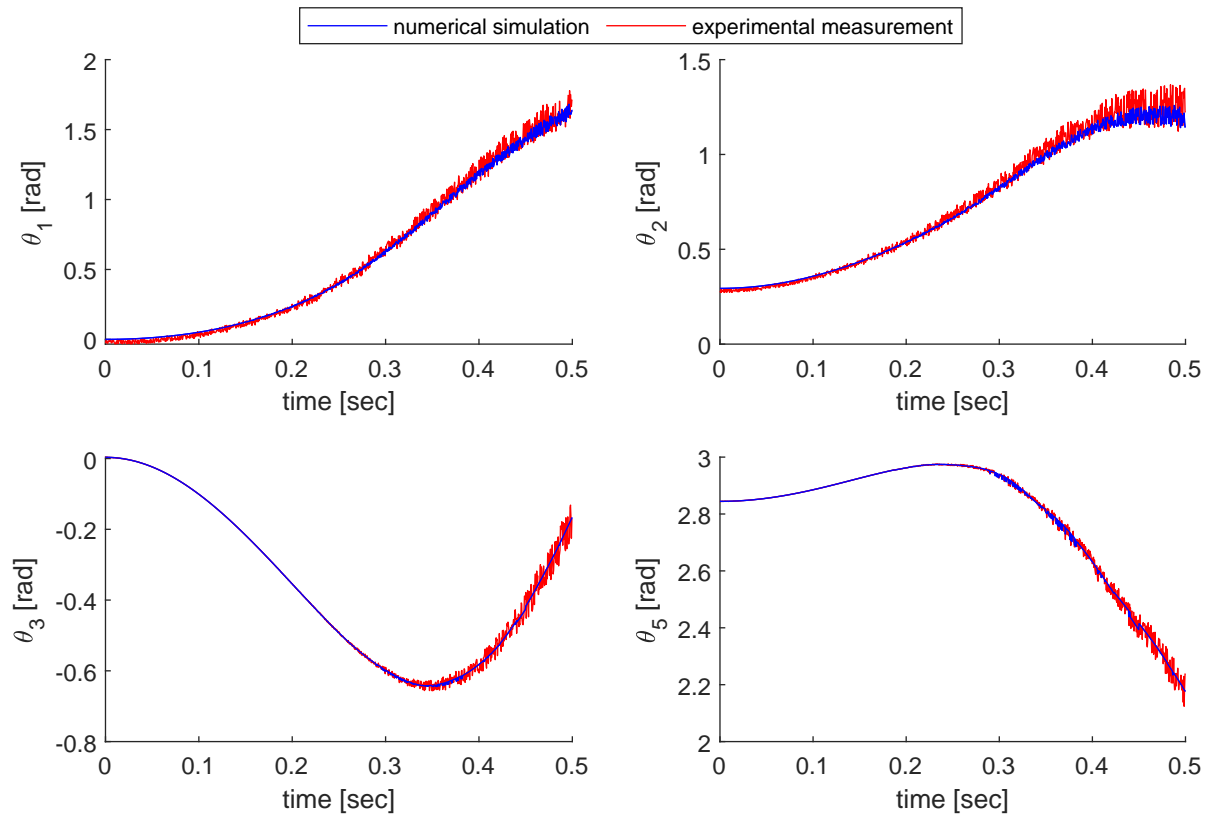 numerical simulation experimental measurement
2
1.5
1
0.5
0
θ1 [rad]
0 0.1 0.2 0.3 0.4 0.5
time [sec]
1.5
1
0.5
0
θ2 [rad]
0 0.1 0.2 0.3 0.4 0.5
time [sec]
0
-0.2
-0.4
-0.6
-0.8
θ3 [rad]
0 0.1 0.2 0.3 0.4 0.5
time [sec]
3
2.8
2.6
2.4
2.2
2
θ5 [rad]
0 0.1 0.2 0.3 0.4 0.5
time [sec]